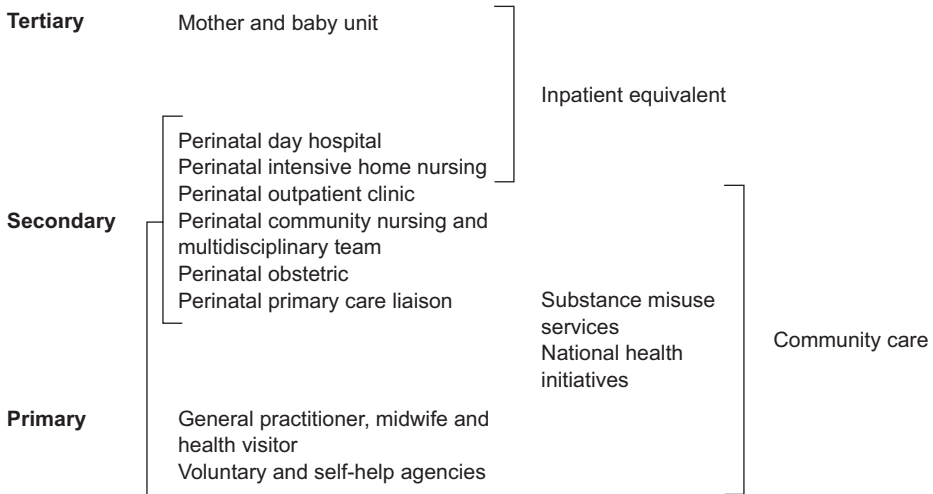 Tertiary
Mother and baby unit
Inpatient equivalent
Perinatal day hospital
Perinatal intensive home nursing
Perinatal outpatient clinic
Secondary
Perinatal community nursing and
multidisciplinary team
Perinatal obstetric
Perinatal primary care liaison
Substance misuse
services
National health
initiatives
Community care
Primary
General practitioner, midwife and
health visitor
Voluntary and self-help agencies